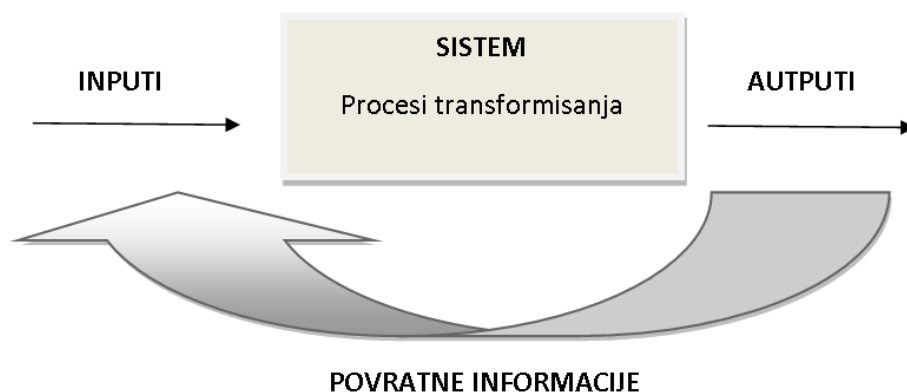 SISTEM
INPUTI
Procesi transformisanja
AUTPUTI
POVRATNE INFORMACIJE